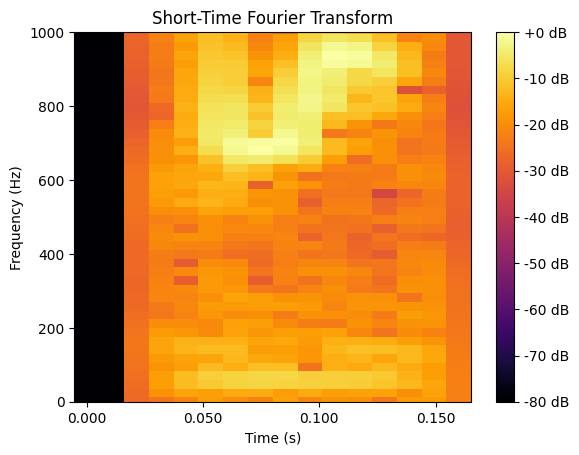 Short-Time Fourier Transform
1000
800
600
400
200
0
Frequency (Hz)
0.000
0.050
0.100
0.150
Time (s)
+0 dB
-10 dB
-20 dB
-30 dB
-40 dB
-50 dB
-60 dB
-70 dB
-80 dB